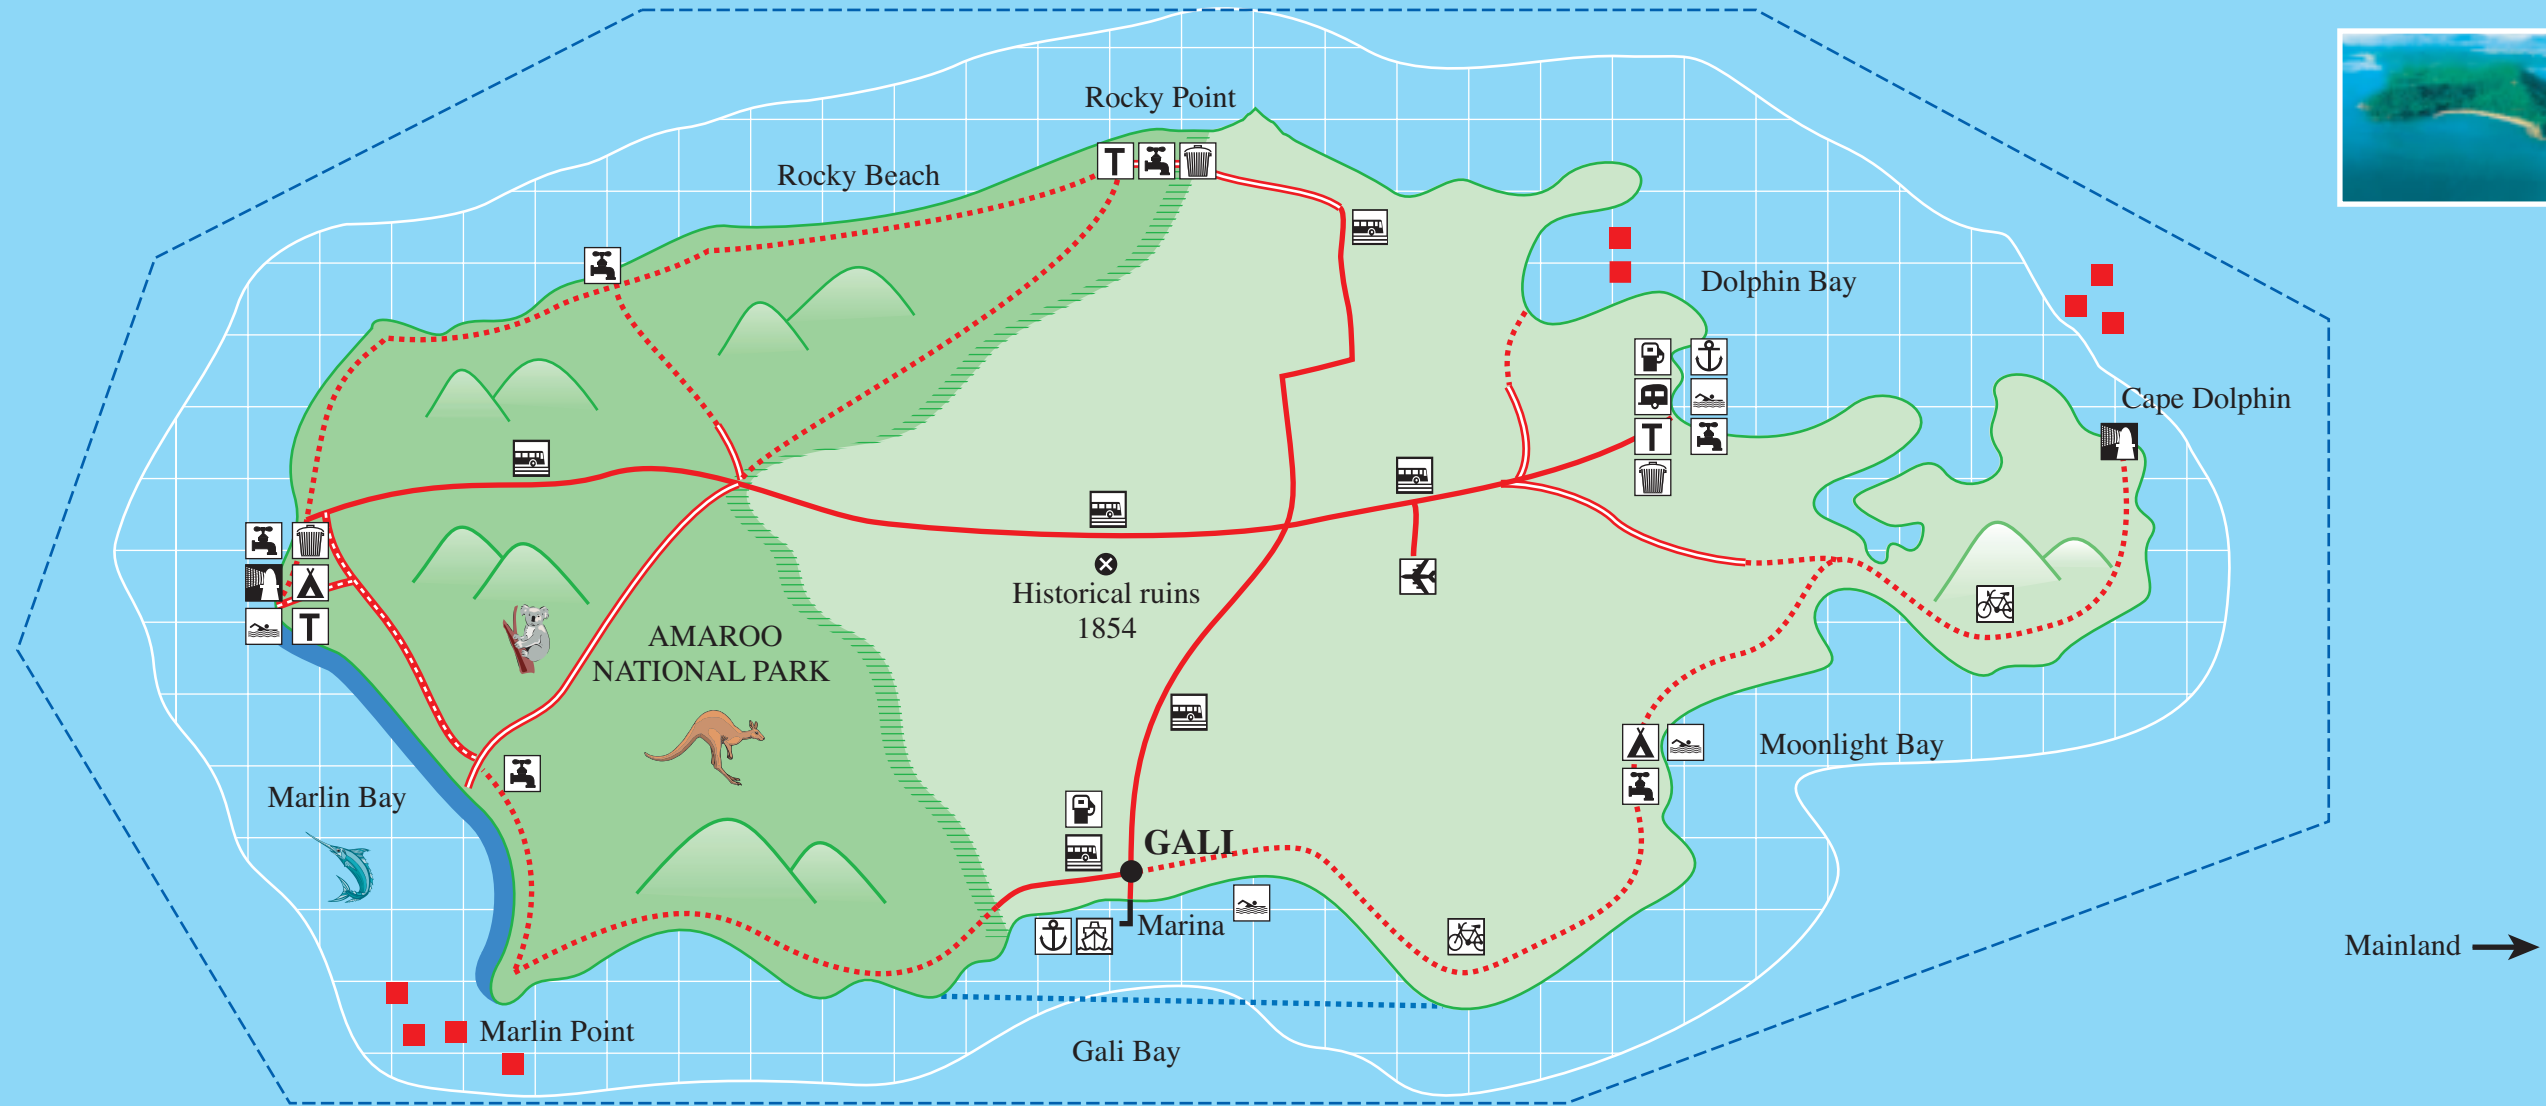 Rocky Point
Rocky Beach
T
Dolphin Bay
Cape Dolphin
T
Historical ruins
1854
T
AMAROO
NATIONAL PARK
Moonlight Bay
Marlin Bay
GALI
Marina
Mainland
Marlin Point
Gali Bay